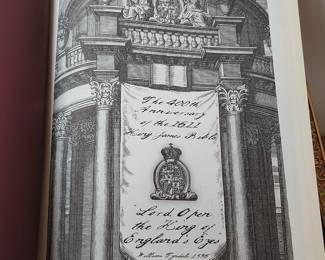 The 400th
Anniversary
of the 1611
King James Bible
"Lord Open
the King of
England's Eyes"
William Tyndale 1536